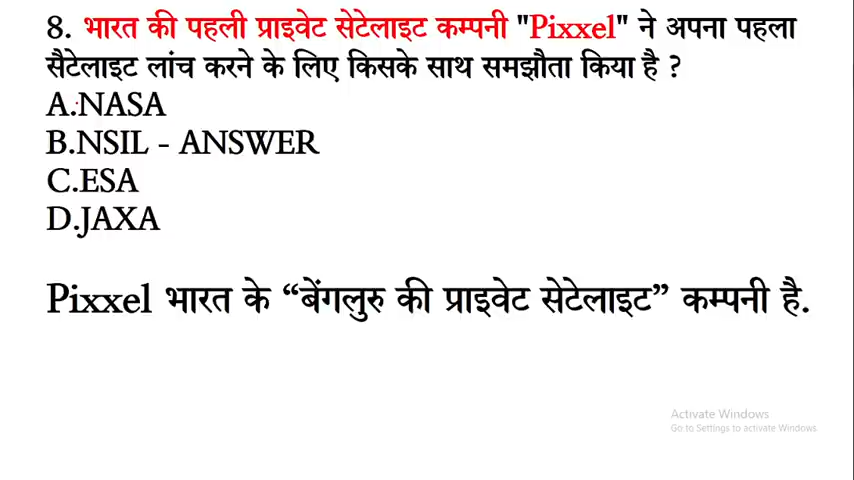 8. भारत की पहली प्राइवेट सेटेलाइट कम्पनी "Pixxel" ने अपना पहला
सैटेलाइट लांच करने के लिए किसके साथ समझौता किया है ?
A.NASA
B.NSIL - ANSWER
C.ESA
D.JAXA
Pixxel भारत के “बेंगलुरु की प्राइवेट सेटेलाइट” कम्पनी है.
Activate Windows
Go to Settings to activate Windows.